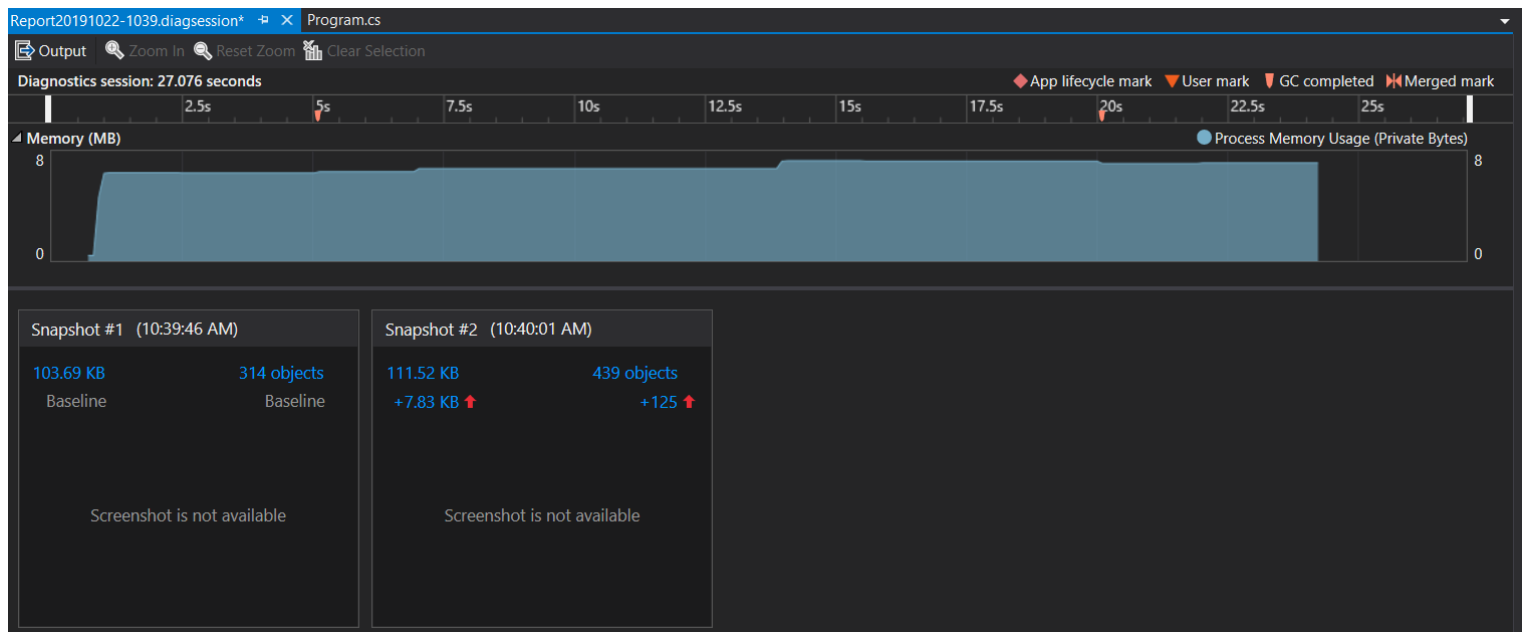 Report20191022-1039.diagsession* Program.cs
Output Zoom In Reset Zoom Clear Selection
Diagnostics session: 27.076 seconds App lifecycle mark User mark GC completed Merged mark
2.5s 5s 7.5s 10s 12.5s 15s 17.5s 20s 22.5s 25s
Memory (MB) Process Memory Usage (Private Bytes)
8 8
0 0
Snapshot #1 (10:39:46 AM) Snapshot #2 (10:40:01 AM)
103.69 KB 314 objects 111.52 KB 439 objects
Baseline Baseline +7.83 KB +125
Screenshot is not available Screenshot is not available